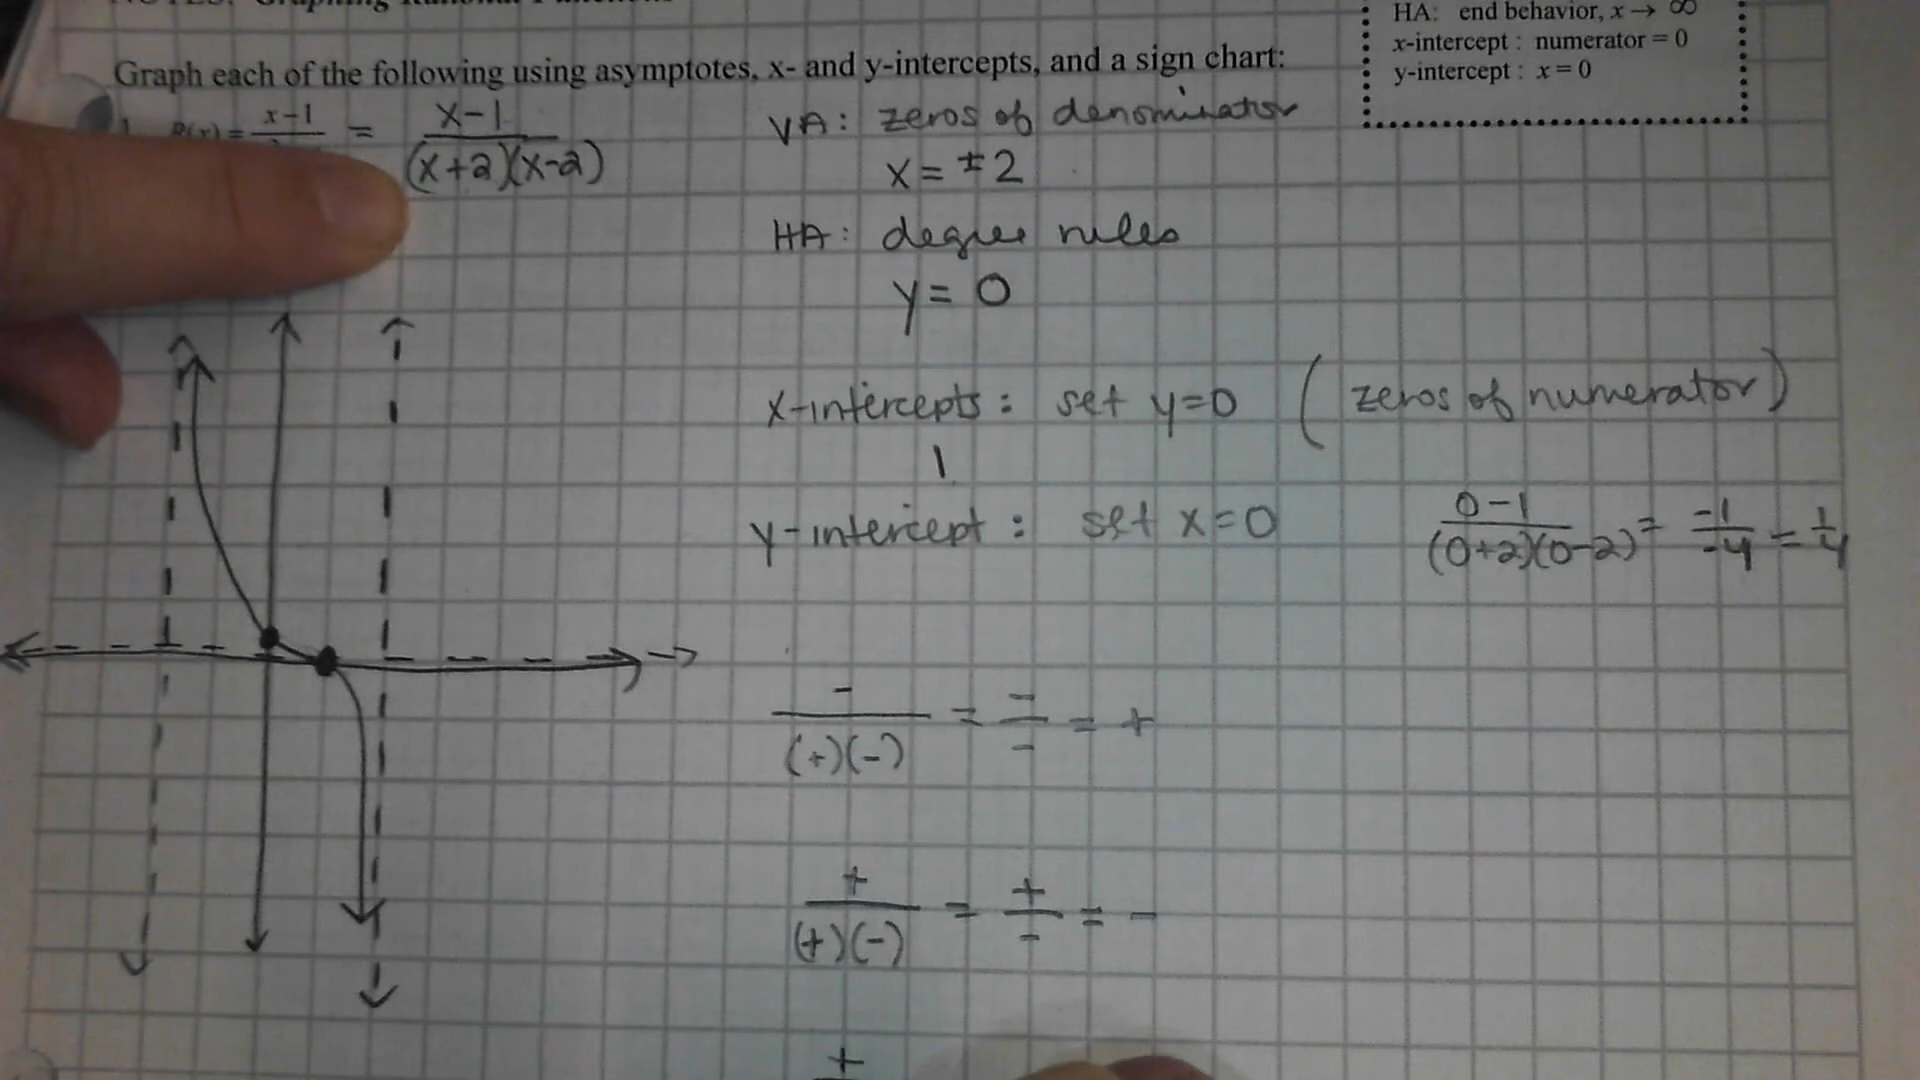 HA: end behavior, x → ∞
x-intercept : numerator = 0
y-intercept : x = 0
Graph each of the following using asymptotes, x- and y-intercepts, and a sign chart:
x-1 = x-1 / (x+2)(x-2)
VA: zeros of denominator
x = ±2
HA: degree rules
y = 0
x-intercepts: set y=0 (zeros of numerator)
1
y-intercept: set x=0 0-1 / (0+2)(0-2) = -1 / -4 = 1/4
- / (+)(-) = - / - = +
+ / (+)(-) = + / - = -
+